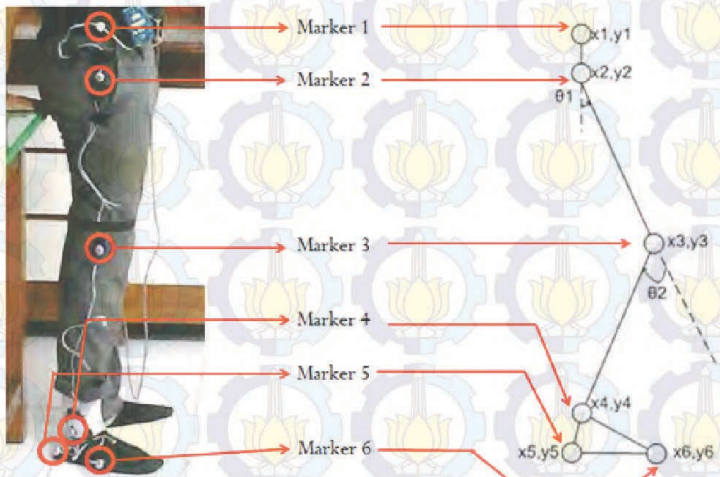 Marker 1
x1,y1
Marker 2
x2,y2
θ1
Marker 3
x3,y3
θ2
Marker 4
x4,y4
Marker 5
Marker 6
x5,y5
x6,y6